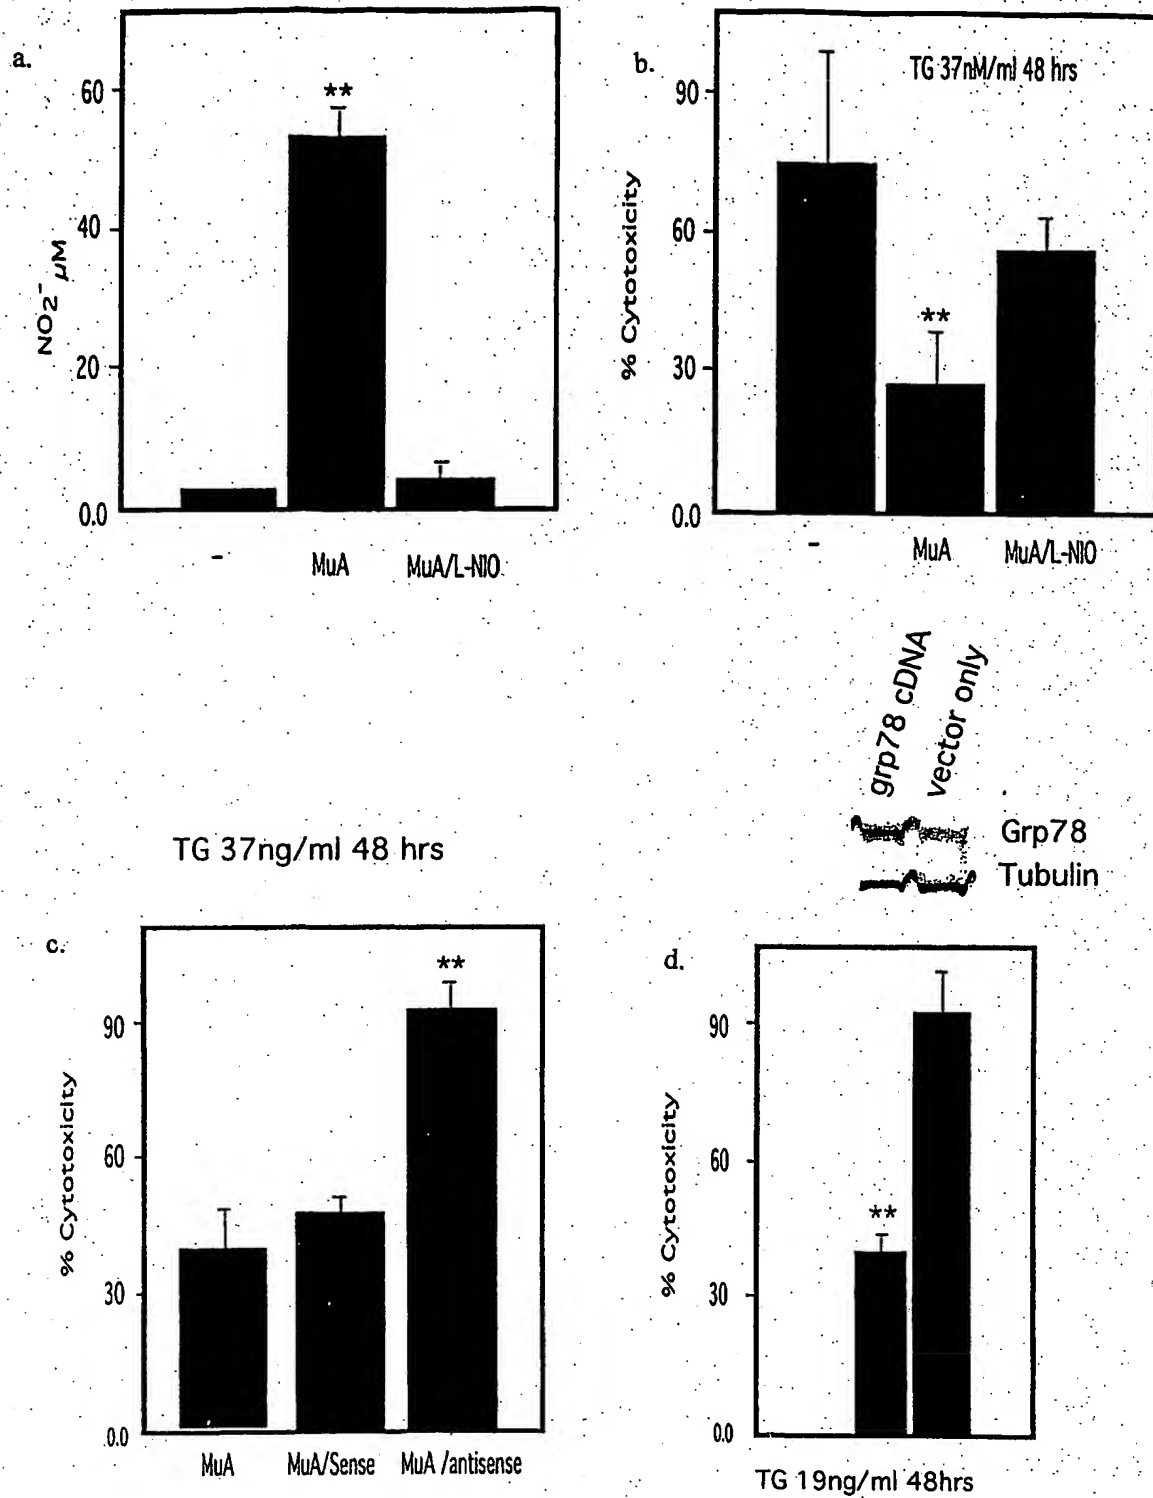 a.
60
40
20
0.0
NO2- µM
**
-
MuA
MuA/L-NIO
b.
TG 37nM/ml 48 hrs
90
60
30
0.0
% Cytotoxicity
**
-
MuA
MuA/L-NIO
TG 37ng/ml 48 hrs
c.
90
60
30
0.0
% Cytotoxicity
**
MuA
MuA/Sense
MuA /antisense
grp78 cDNA
vector only
Grp78
Tubulin
d.
90
60
30
0.0
% Cytotoxicity
**
TG 19ng/ml 48hrs